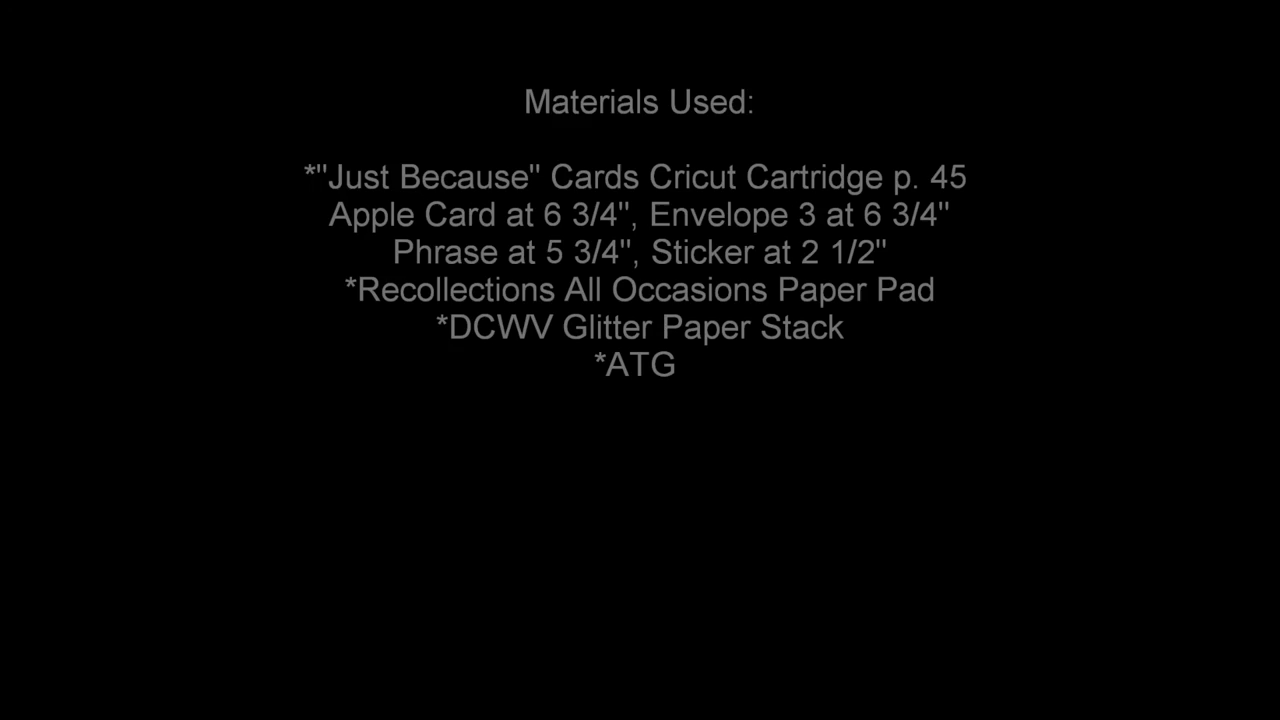 Materials Used:
*"Just Because" Cards Cricut Cartridge p. 45
Apple Card at 6 3/4", Envelope 3 at 6 3/4"
Phrase at 5 3/4", Sticker at 2 1/2"
*Recollections All Occasions Paper Pad
*DCWV Glitter Paper Stack
*ATG